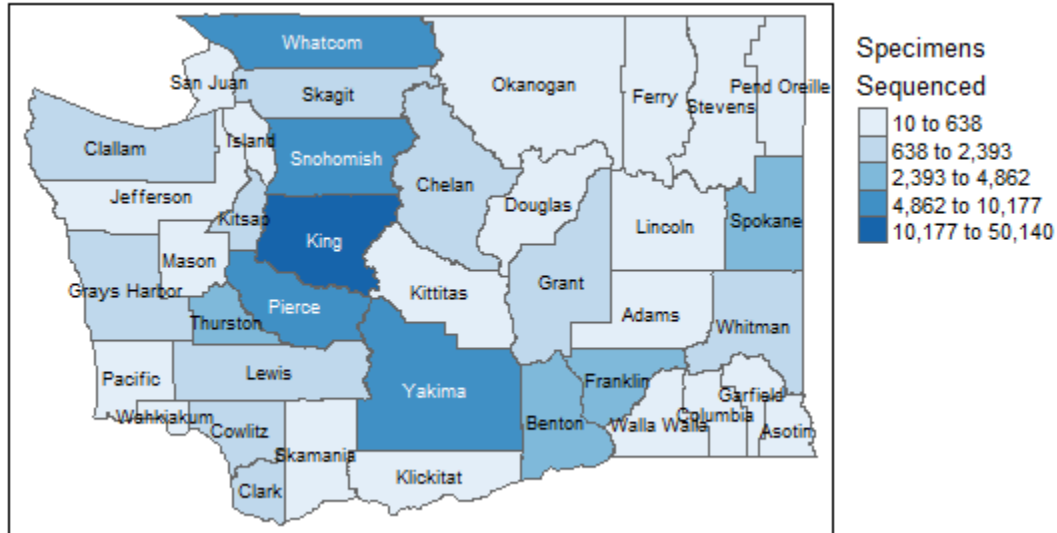 Whatcom
San Juan
Skagit
Okanogan
Ferry
Stevens
Pend Oreille
Clallam
Island
Snohomish
Chelan
Jefferson
Kitsap
King
Douglas
Lincoln
Spokane
Mason
Grays Harbor
Kittitas
Grant
Thurston
Pierce
Adams
Whitman
Pacific
Lewis
Yakima
Franklin
Benton
Wahkiakum
Cowlitz
Skamania
Walla Walla
Columbia
Garfield
Asotin
Clark
Klickitat
Specimens
Sequenced
10 to 638
638 to 2,393
2,393 to 4,862
4,862 to 10,177
10,177 to 50,140